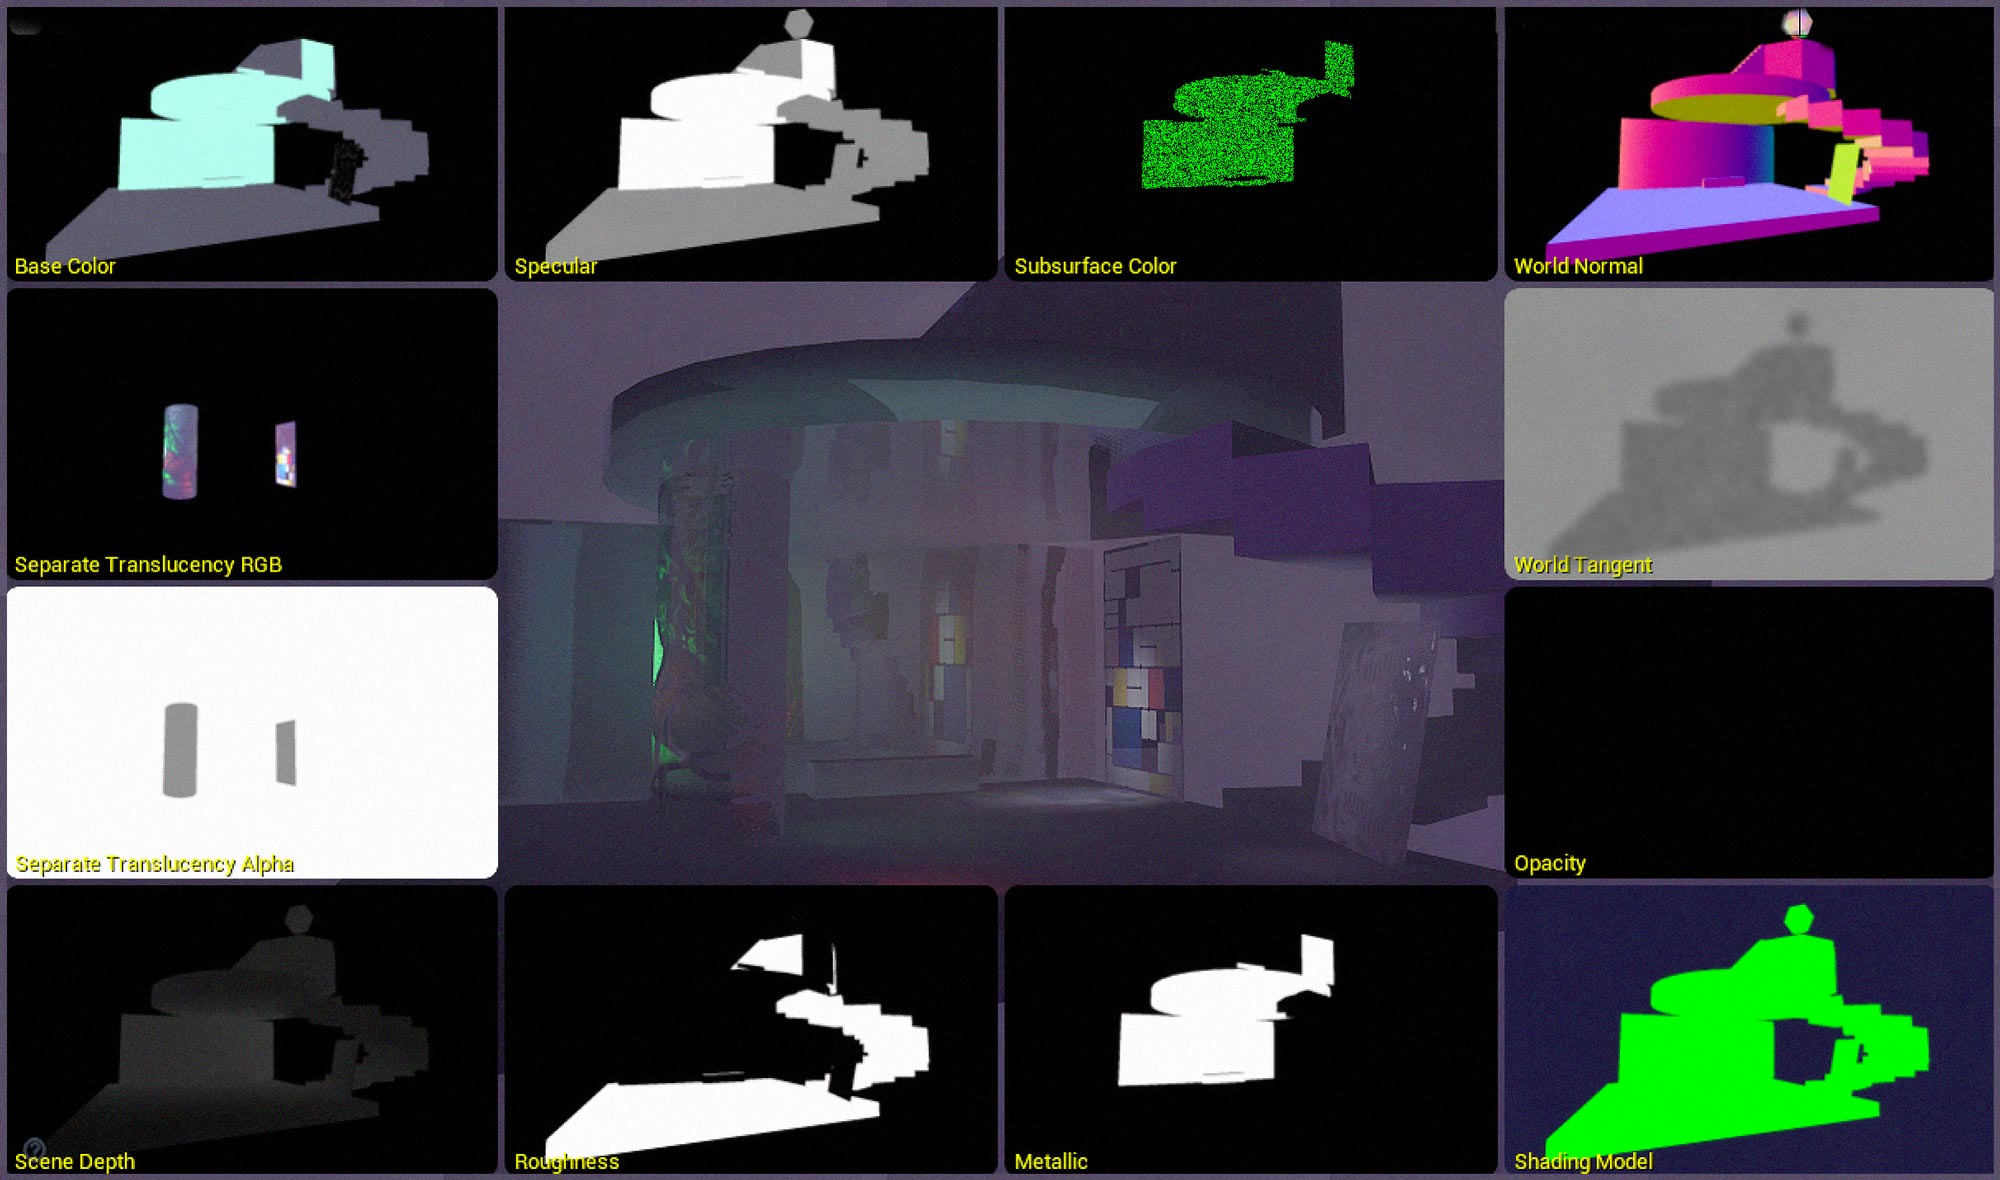 Base Color
Specular
Subsurface Color
World Normal
Separate Translucency RGB
World Tangent
Separate Translucency Alpha
Opacity
Scene Depth
Roughness
Metallic
Shading Model